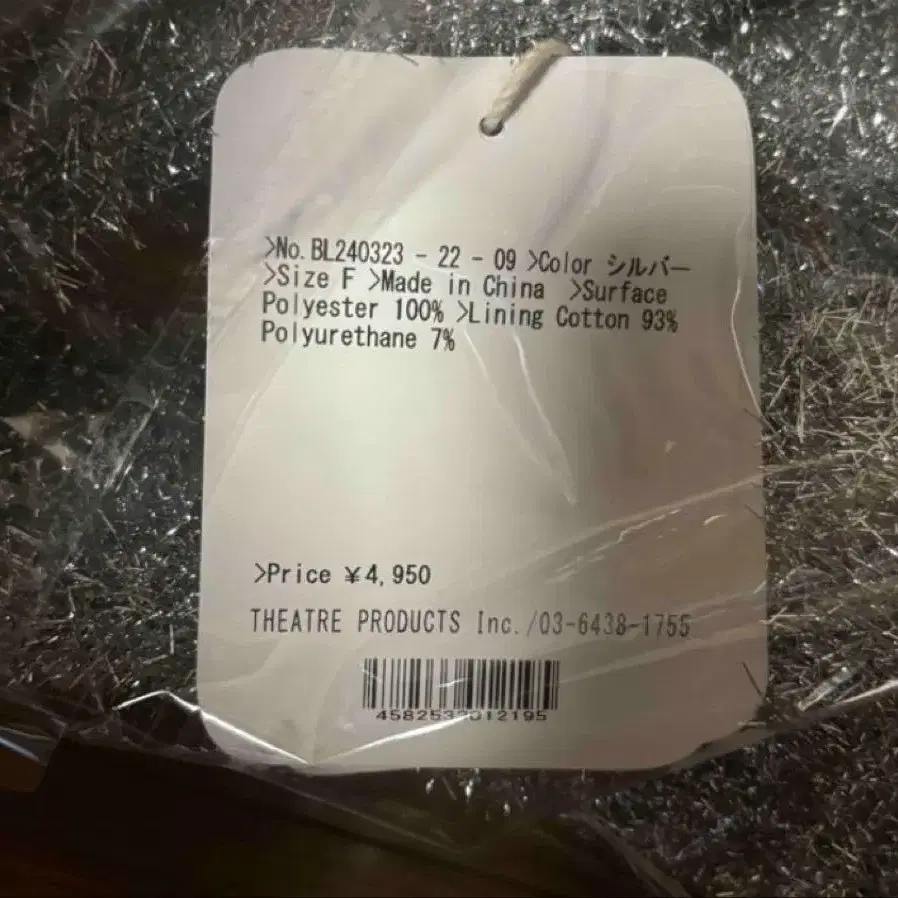 >No.BL240323 - 22 - 09 >Color シルバー
>Size F >Made in China >Surface
Polyester 100% >Lining Cotton 93%
Polyurethane 7%
>Price ¥4,950
THEATRE PRODUCTS Inc./03-6438-1755